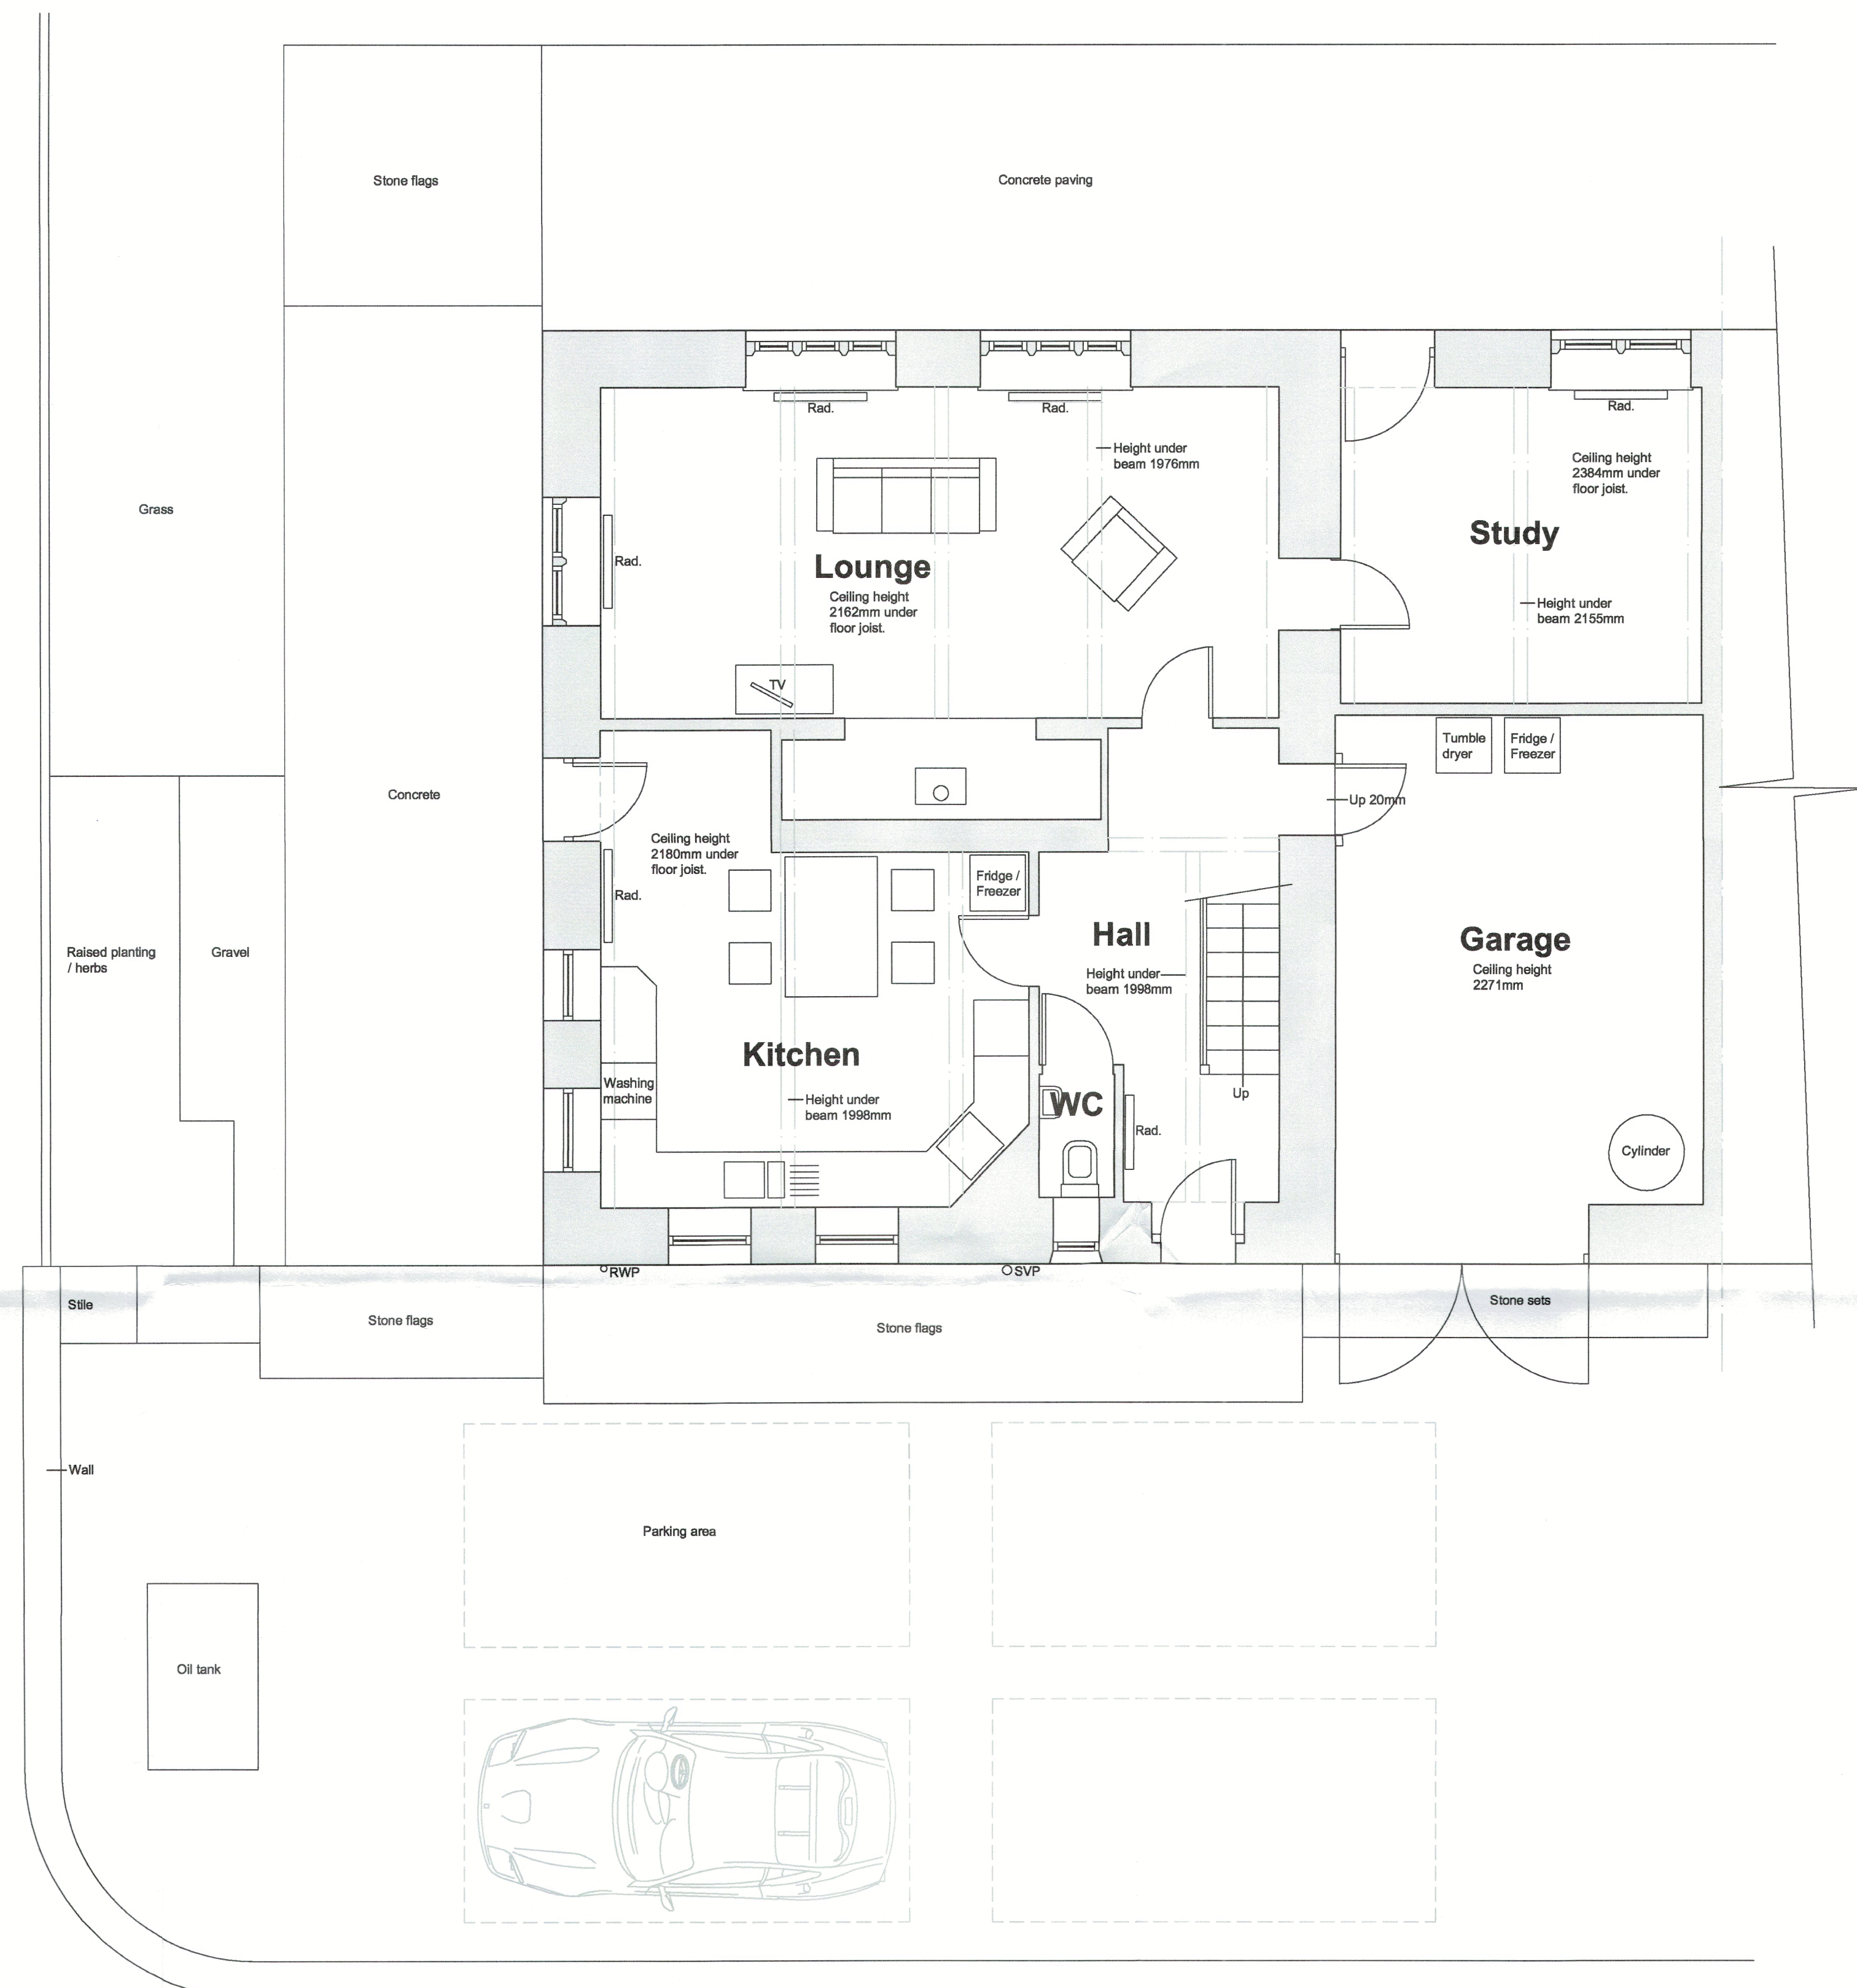 Stone flags
Concrete paving
Rad.
Rad.
Rad.
Height under
beam 1976mm
Ceiling height
2384mm under
floor joist.
Grass
Study
Rad.
Lounge
Ceiling height
2162mm under
floor joist.
Height under
beam 2155mm
TV
Tumble
dryer
Fridge /
Freezer
Concrete
Up 20mm
Ceiling height
2180mm under
floor joist.
Rad.
Fridge /
Freezer
Raised planting
/ herbs
Gravel
Hall
Height under
beam 1998mm
Garage
Ceiling height
2271mm
Kitchen
Washing
machine
Height under
beam 1998mm
WC
Up
Rad.
Cylinder
RWP
SVP
Stile
Stone flags
Stone flags
Stone sets
Wall
Parking area
Oil tank